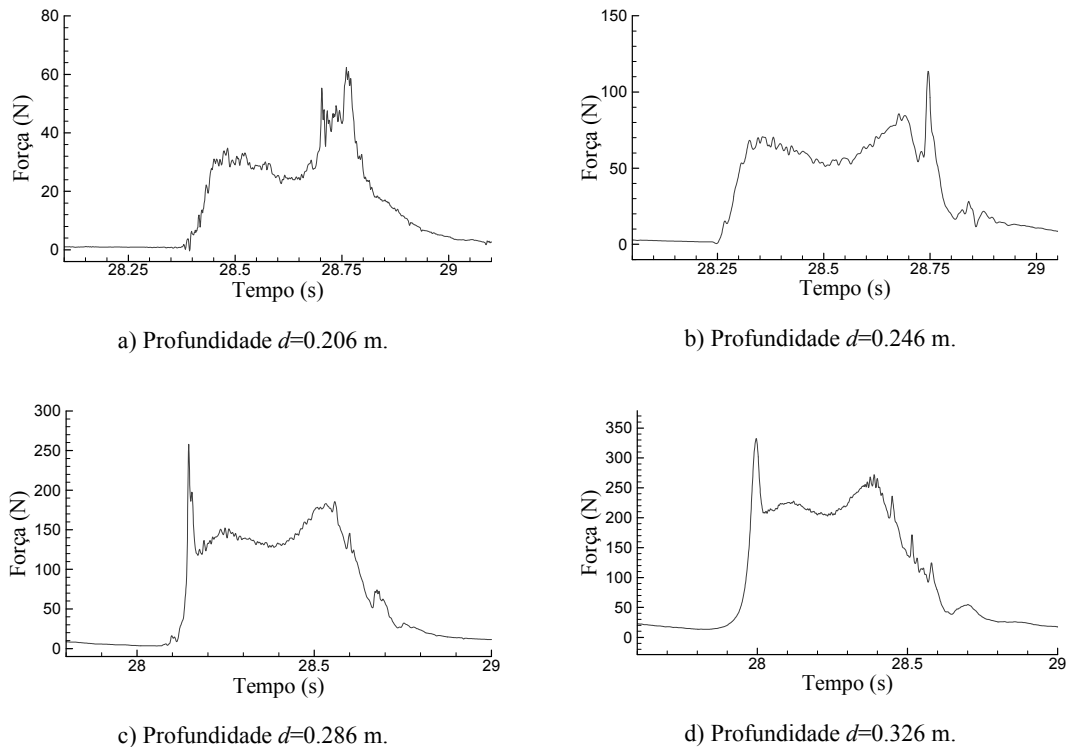 80
60
40
20
0
Força (N)
28.25 28.5 28.75 29
Tempo (s)
a) Profundidade d=0.206 m.
150
100
50
0
Força (N)
28.25 28.5 28.75 29
Tempo (s)
b) Profundidade d=0.246 m.
300
250
200
150
100
50
0
Força (N)
28 28.5 29
Tempo (s)
c) Profundidade d=0.286 m.
350
300
250
200
150
100
50
0
Força (N)
28 28.5 29
Tempo (s)
d) Profundidade d=0.326 m.